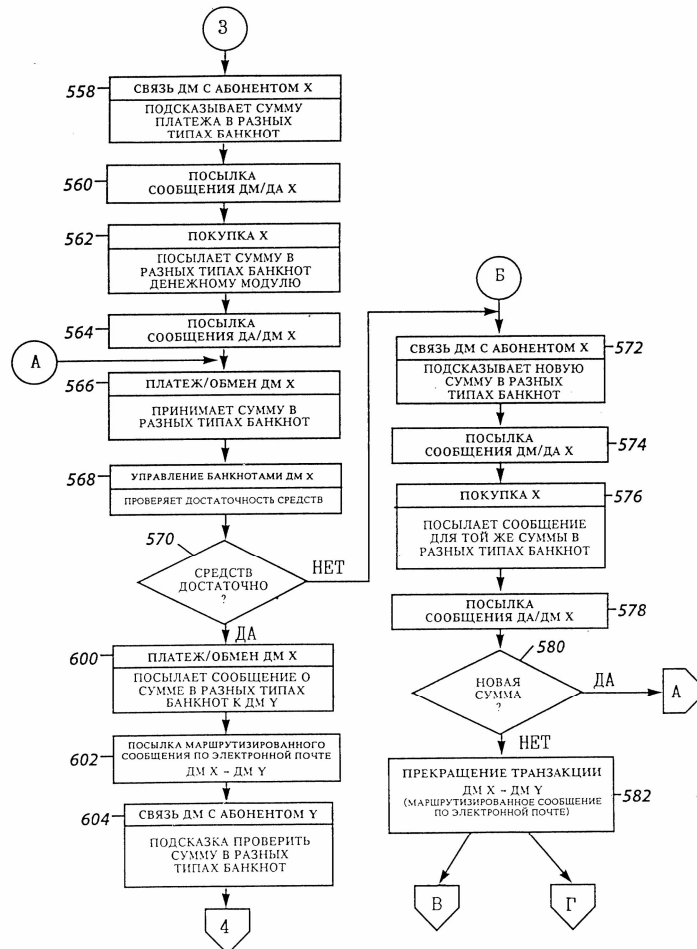 3
558
СВЯЗЬ ДМ С АБОНЕНТОМ X
ПОДСКАЗЫВАЕТ СУММУ
ПЛАТЕЖА В РАЗНЫХ
ТИПАХ БАНКНОТ
560
ПОСЫЛКА
СООБЩЕНИЯ ДМ/ДА X
562
ПОКУПКА X
ПОСЫЛАЕТ СУММУ В
РАЗНЫХ ТИПАХ БАНКНОТ
ДЕНЕЖНОМУ МОДУЛЮ
564
ПОСЫЛКА
СООБЩЕНИЯ ДА/ДМ X
А
566
ПЛАТЕЖ/ОБМЕН ДМ X
ПРИНИМАЕТ СУММУ В
РАЗНЫХ ТИПАХ БАНКНОТ
568
УПРАВЛЕНИЕ БАНКНОТАМИ ДМ X
ПРОВЕРЯЕТ ДОСТАТОЧНОСТЬ СРЕДСТВ
570
СРЕДСТВ
ДОСТАТОЧНО
?
НЕТ
ДА
600
ПЛАТЕЖ/ОБМЕН ДМ X
ПОСЫЛАЕТ СООБЩЕНИЕ О
СУММЕ В РАЗНЫХ ТИПАХ
БАНКНОТ К ДМ Y
602
ПОСЫЛКА МАРШРУТИЗИРОВАННОГО
СООБЩЕНИЯ ПО ЭЛЕКТРОННОЙ ПОЧТЕ
ДМ X - ДМ Y
604
СВЯЗЬ ДМ С АБОНЕНТОМ Y
ПОДСКАЗКА ПРОВЕРИТЬ
СУММУ В РАЗНЫХ
ТИПАХ БАНКНОТ
4
Б
СВЯЗЬ ДМ С АБОНЕНТОМ X
572
ПОДСКАЗЫВАЕТ НОВУЮ
СУММУ В РАЗНЫХ
ТИПАХ БАНКНОТ
ПОСЫЛКА
СООБЩЕНИЯ ДМ/ДА X
574
ПОКУПКА X
576
ПОСЫЛАЕТ СООБЩЕНИЕ
ДЛЯ ТОЙ ЖЕ СУММЫ В
РАЗНЫХ ТИПАХ БАНКНОТ
ПОСЫЛКА
СООБЩЕНИЯ ДА/ДМ X
578
580
НОВАЯ
СУММА
?
ДА
А
НЕТ
ПРЕКРАЩЕНИЕ ТРАНЗАКЦИИ
ДМ X - ДМ Y
(МАРШРУТИЗИРОВАННОЕ СООБЩЕНИЕ
ПО ЭЛЕКТРОННОЙ ПОЧТЕ)
582
В
Г